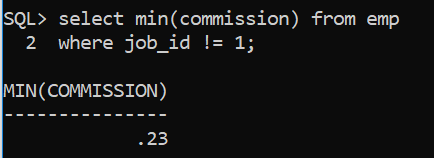 SQL> select min(commission) from emp
  2  where job_id != 1;
MIN(COMMISSION)
---------------
            .23